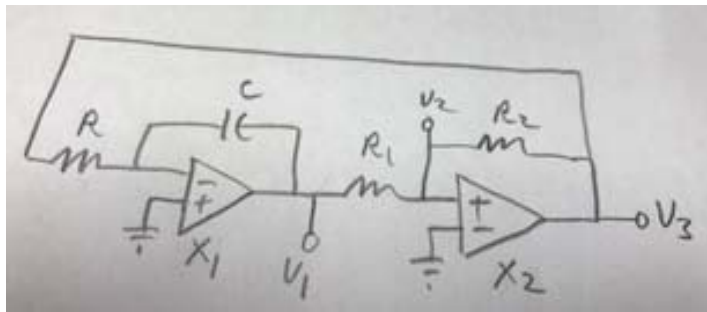 R
C
R₁
V₂
R₂
−
+
X₁
V₁
+
−
X₂
V₃